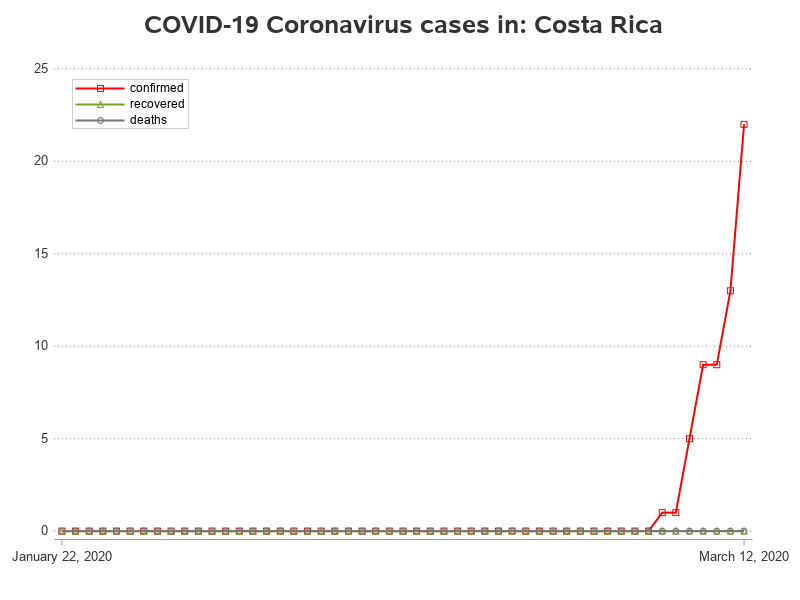 COVID-19 Coronavirus cases in: Costa Rica
25
confirmed
recovered
deaths
20
15
10
5
0
January 22, 2020
March 12, 2020